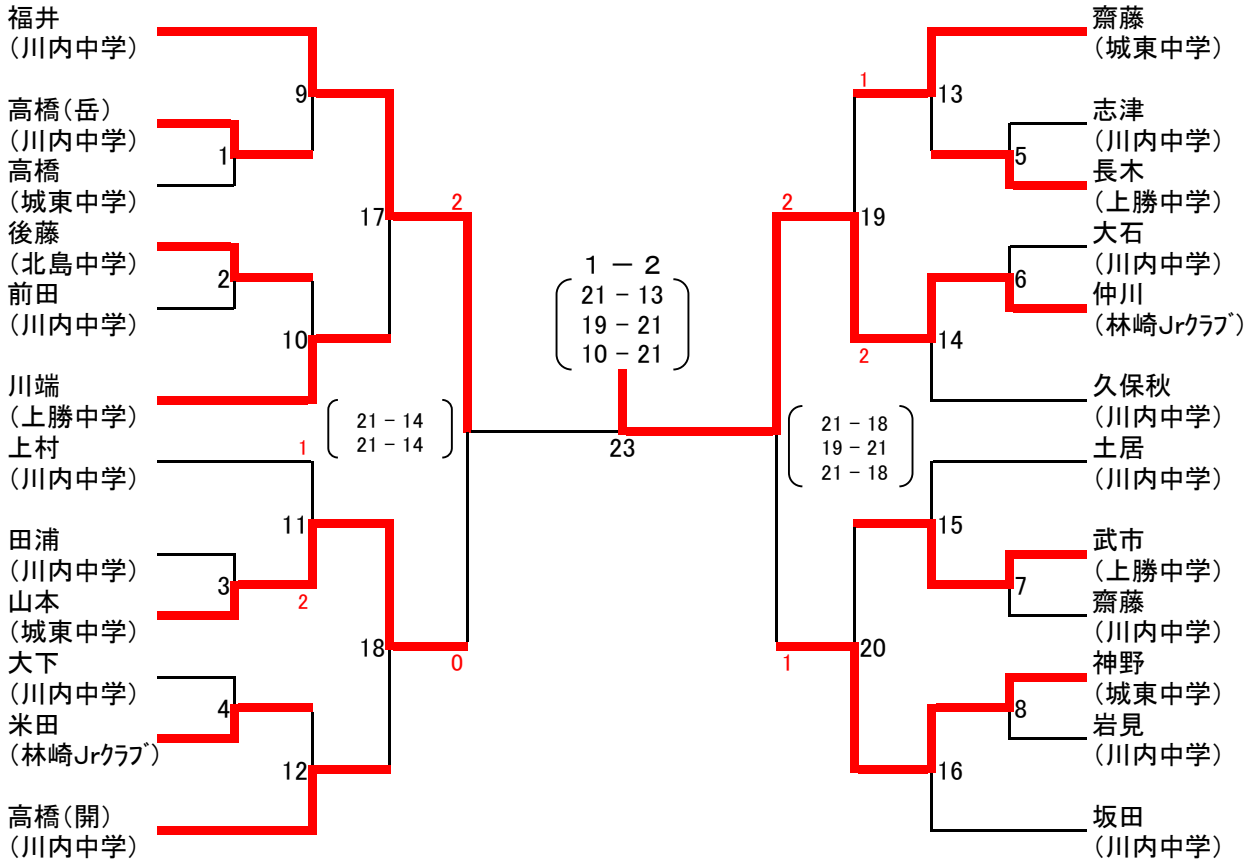 福井
(川内中学)
9
高橋(岳)
(川内中学)
1
高橋
(城東中学)
17
2
後藤
(北島中学)
2
前田
(川内中学)
10
川端
(上勝中学)
21 - 14
21 - 14
上村
(川内中学)
1
11
田浦
(川内中学)
3
山本
(城東中学)
2
18
0
大下
(川内中学)
4
米田
(林崎Jrクラブ)
12
高橋(開)
(川内中学)
1 - 2
21 - 13
19 - 21
10 - 21
23
齋藤
(城東中学)
1
13
志津
(川内中学)
5
長木
(上勝中学)
2
19
大石
(川内中学)
6
仲川
(林崎Jrクラブ)
2
14
久保秋
(川内中学)
21 - 18
19 - 21
21 - 18
土居
(川内中学)
15
武市
(上勝中学)
7
齋藤
(川内中学)
1
20
神野
(城東中学)
8
岩見
(川内中学)
16
坂田
(川内中学)